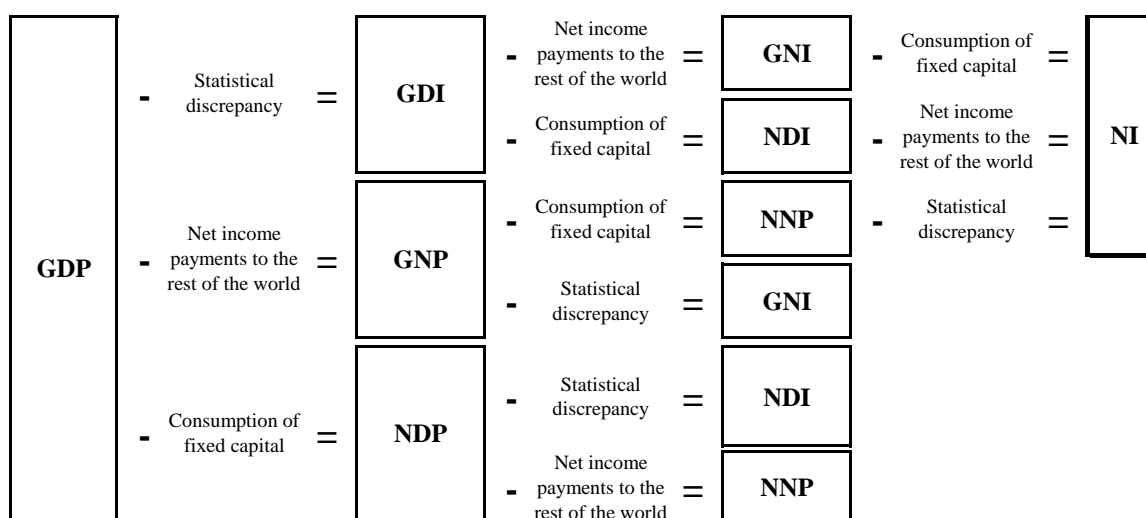 Net income
payments to the
rest of the world
- = GNI
- Consumption of
fixed capital =
Statistical
discrepancy
- = GDI
- Consumption of
fixed capital = NDI
- Net income
payments to the
rest of the world
= NI
- Consumption of
fixed capital = NNP
- Statistical
discrepancy =
GDP
- Net income
payments to the
rest of the world
= GNP
- Statistical
discrepancy = GNI
- Statistical
discrepancy = NDI
- Consumption of
fixed capital = NDP
- Net income
payments to the
rest of the world
= NNP